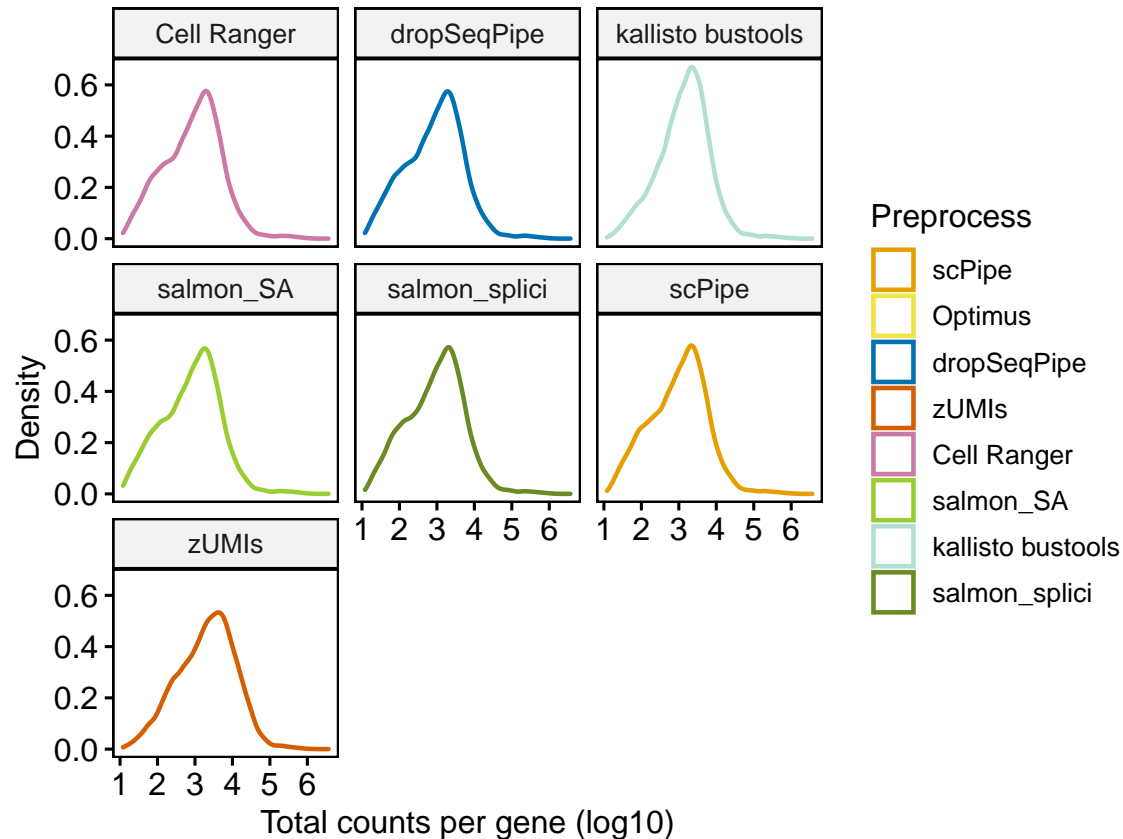 Cell Ranger
dropSeqPipe
kallisto bustools
0.6
0.4
0.2
0.0
salmon_SA
salmon_splici
scPipe
0.6
0.4
0.2
0.0
1 2 3 4 5 6
1 2 3 4 5 6
zUMIs
0.6
0.4
0.2
0.0
1 2 3 4 5 6
Total counts per gene (log10)
Density
Preprocess
scPipe
Optimus
dropSeqPipe
zUMIs
Cell Ranger
salmon_SA
kallisto bustools
salmon_splici